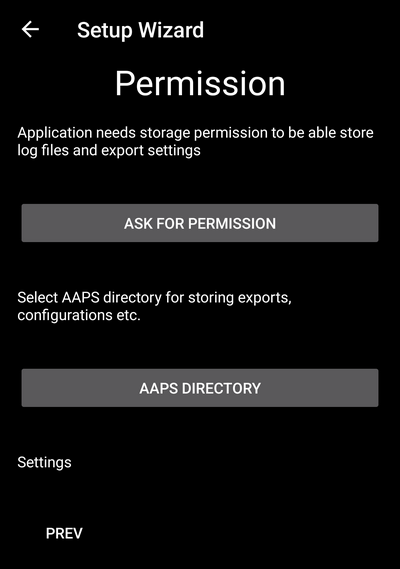 Setup Wizard
Permission
Application needs storage permission to be able store
log files and export settings
ASK FOR PERMISSION
Select AAPS directory for storing exports,
configurations etc.
AAPS DIRECTORY
Settings
PREV